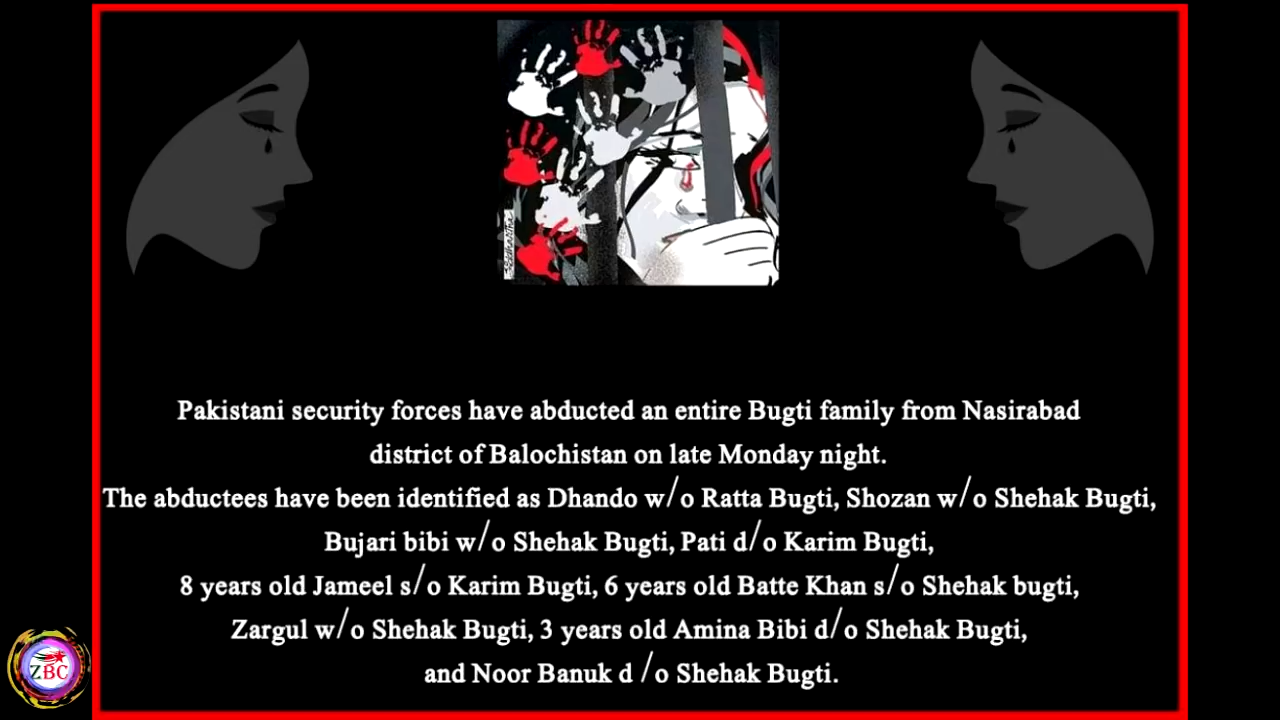 Pakistani security forces have abducted an entire Bugti family from Nasirabad
district of Balochistan on late Monday night.
The abductees have been identified as Dhando w/o Ratta Bugti, Shozan w/o Shehak Bugti,
Bujari bibi w/o Shehak Bugti, Pati d/o Karim Bugti,
8 years old Jameel s/o Karim Bugti, 6 years old Batte Khan s/o Shehak bugti,
Zargul w/o Shehak Bugti, 3 years old Amina Bibi d/o Shehak Bugti,
and Noor Banuk d /o Shehak Bugti.
ZBC